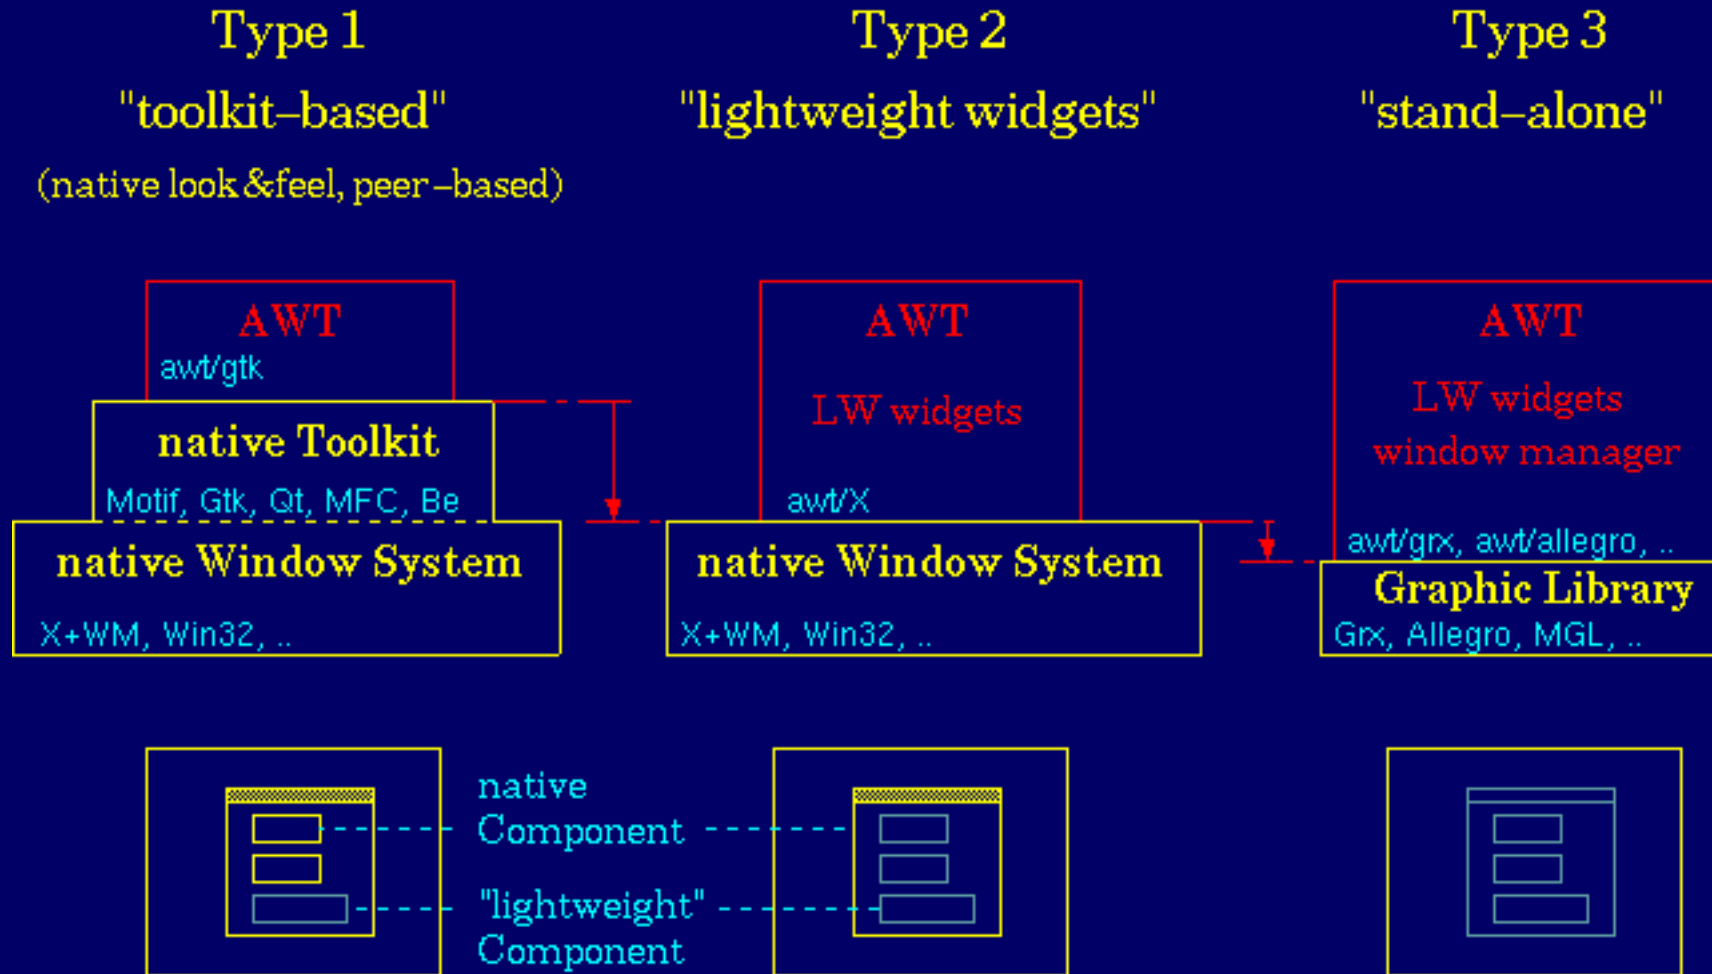 Type 1
"toolkit–based"
(native look&feel, peer–based)
AWT
awt/gtk
native Toolkit
Motif, Gtk, Qt, MFC, Be
native Window System
X+WM, Win32, ..
Type 2
"lightweight widgets"
AWT
LW widgets
awt/X
native Window System
X+WM, Win32, ..
Type 3
"stand–alone"
AWT
LW widgets
window manager
awt/grx, awt/allegro, ..
Graphic Library
Grx, Allegro, MGL, ..
native
Component
"lightweight"
Component